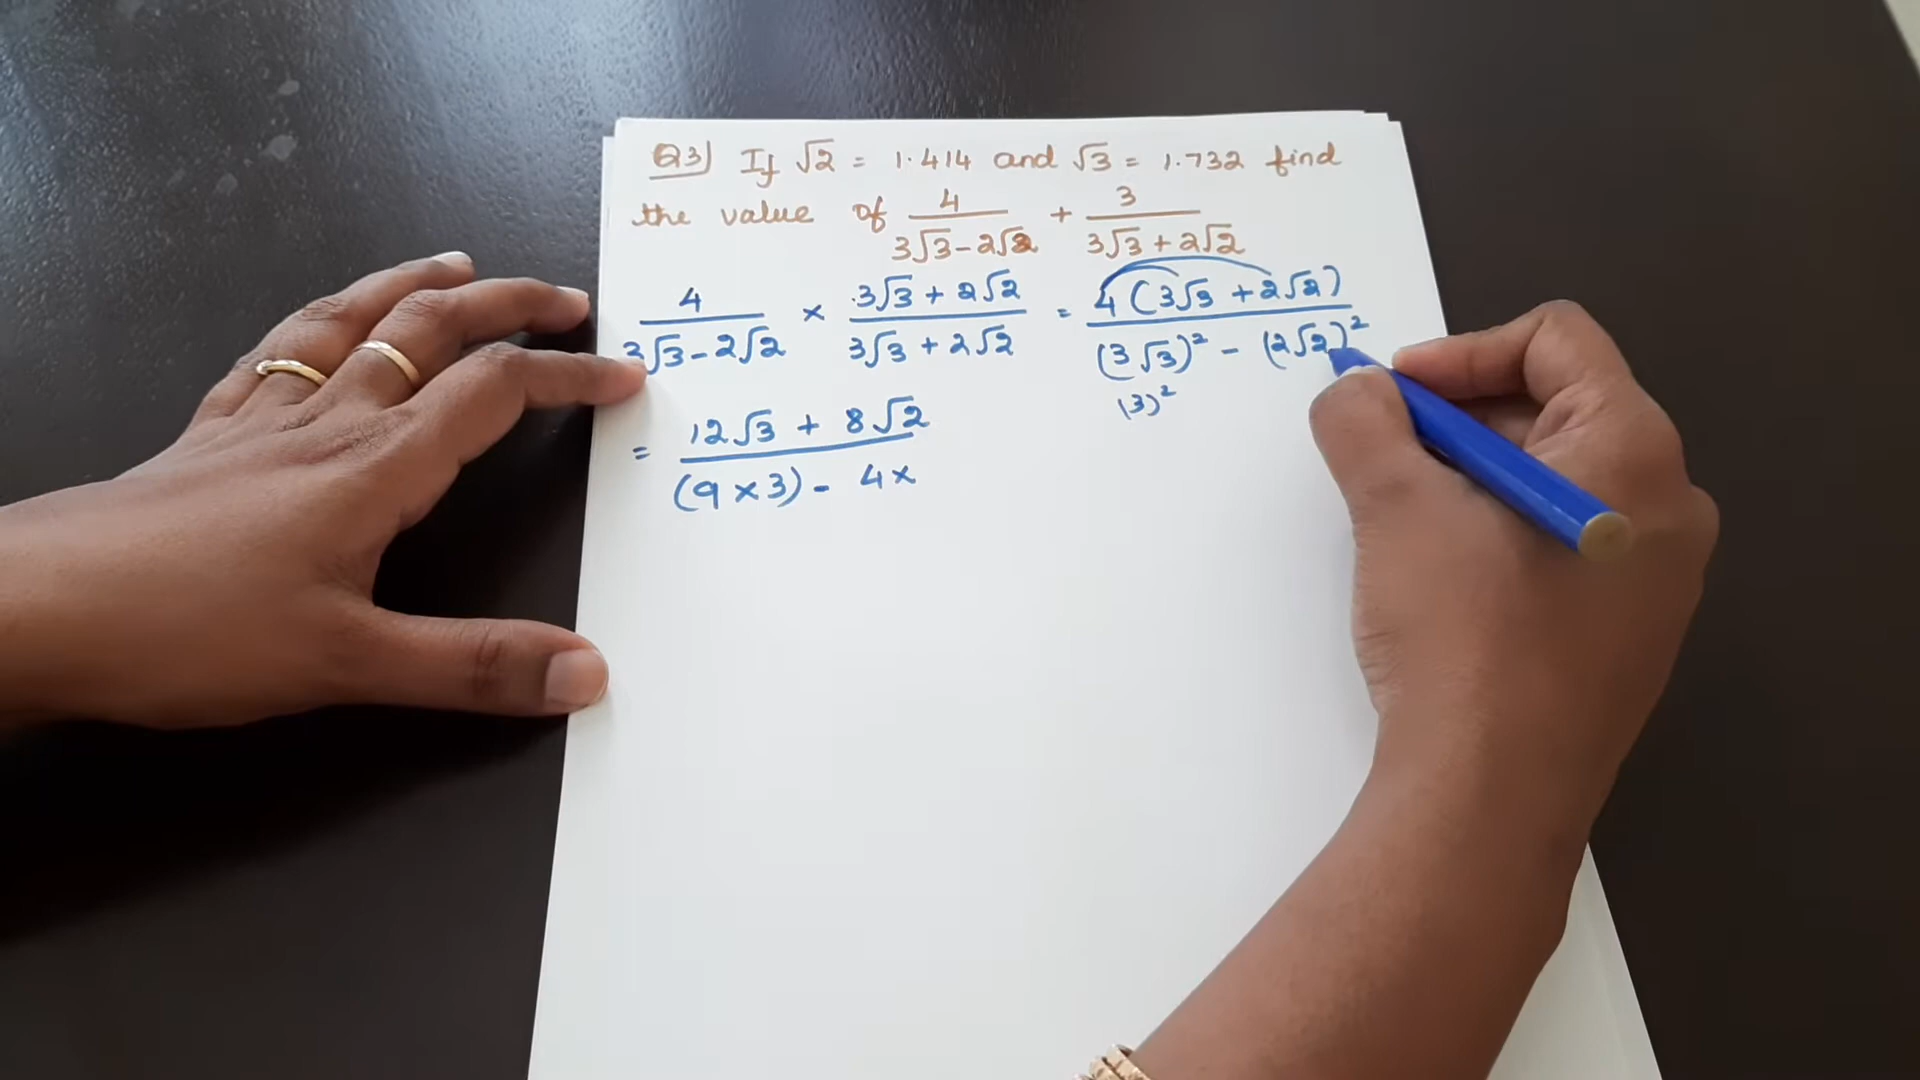 Q3) If √2 = 1.414 and √3 = 1.732 find
the value of 4/(3√3-2√2) + 3/(3√3+2√2)
4/(3√3-2√2) × (3√3+2√2)/(3√3+2√2) = 4(3√3+2√2)/((3√3)² - (2√2)²)
(3)²
= (12√3 + 8√2)/((9×3) - 4×